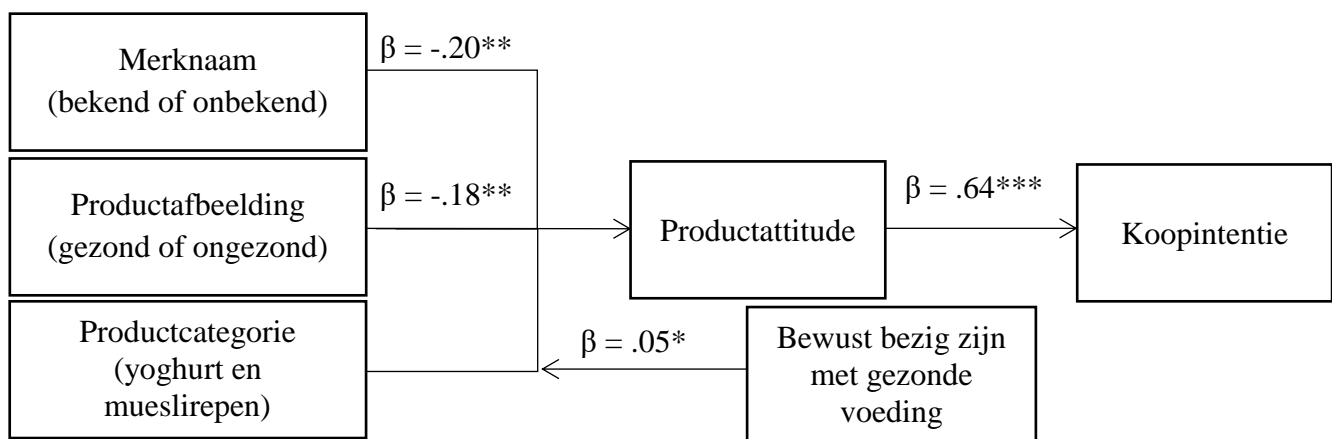 Merknaam
(bekend of onbekend)
β = -.20**
Productafbeelding
(gezond of ongezond)
β = -.18**
Productattitude
β = .64***
Koopintentie
Productcategorie
(yoghurt en
mueslirepen)
β = .05*
Bewust bezig zijn
met gezonde
voeding